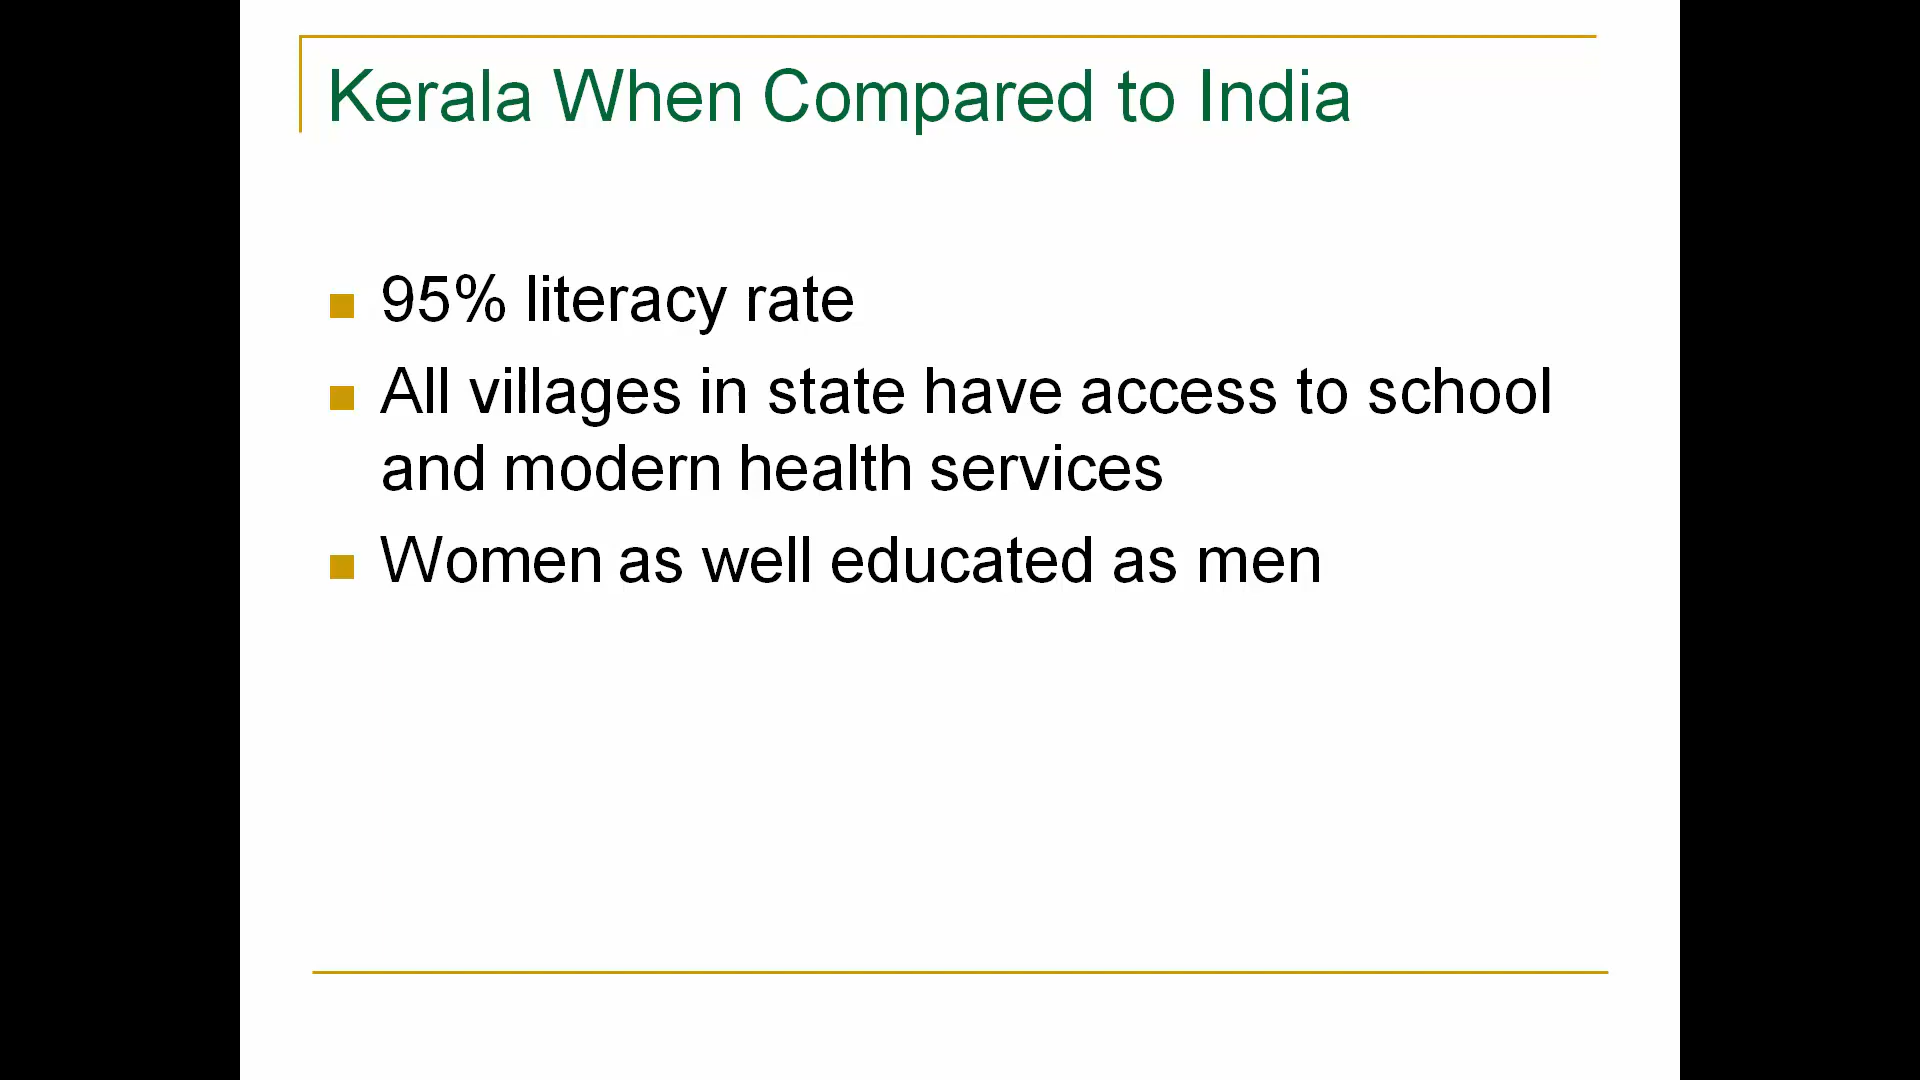 Kerala When Compared to India
95% literacy rate
All villages in state have access to school
and modern health services
Women as well educated as men